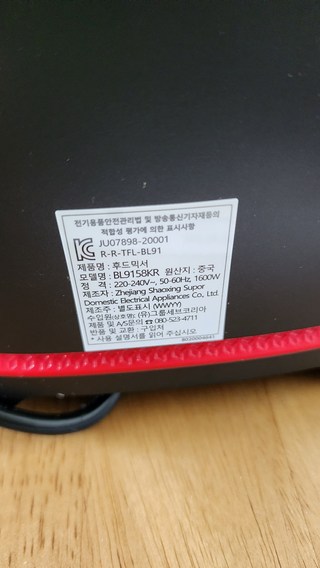 전기용품안전관리법 및 방송통신기자재등의
적합성 평가에 의한 표시사항
JU07898-20001
R-R-TFL-BL91
제품명 : 후드믹서
모델명 : BL9158KR 원산지 : 중국
정 격 : 220-240V~, 50-60Hz, 1600W
제조자 : Zhejiang Shaoxing Supor
Domestic Electrical Appliances Co., Ltd.
제조년월 : 별도표시 (WWYY)
수입원(상호명): (유)그룹세브코리아
제품 및 A/S문의 ☎ 080-523-4711
반품 및 교환 : 구입처
* 사용 설명서를 읽어 주십시오